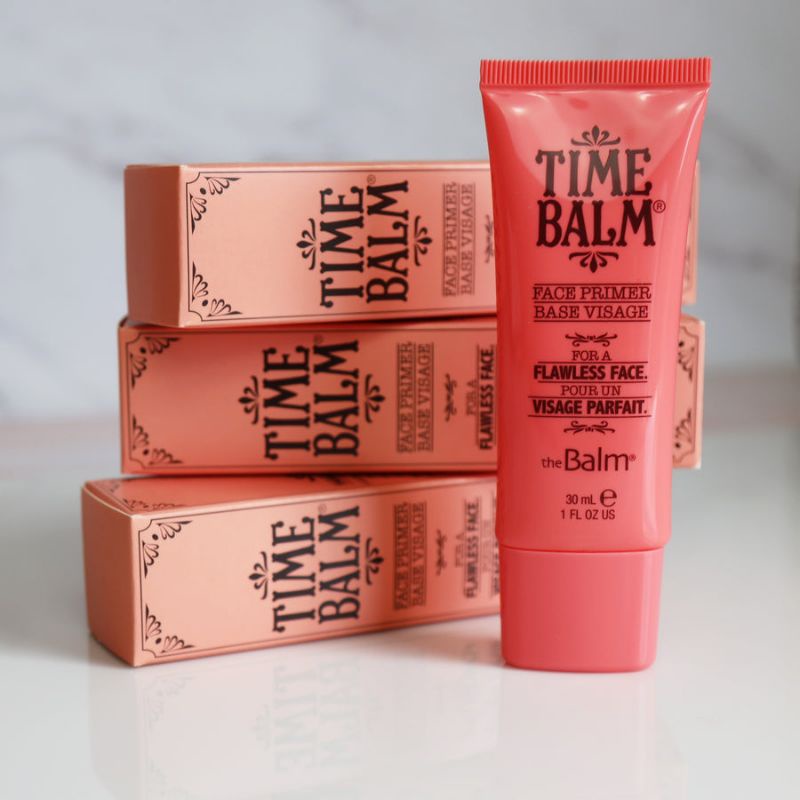 TIME
BALM®
FACE PRIMER
BASE VISAGE
TIME
BALM®
FACE PRIMER
BASE VISAGE
FOR A
FLAWLESS FACE.
TIME
BALM®
FACE PRIMER
BASE VISAGE
FOR A
FLAWLESS FACE.
POUR UN
TIME
BALM®
FACE PRIMER
BASE VISAGE
FOR A
FLAWLESS FACE.
POUR UN
VISAGE PARFAIT.
theBalm®
30 mL ℮
1 FL OZ US